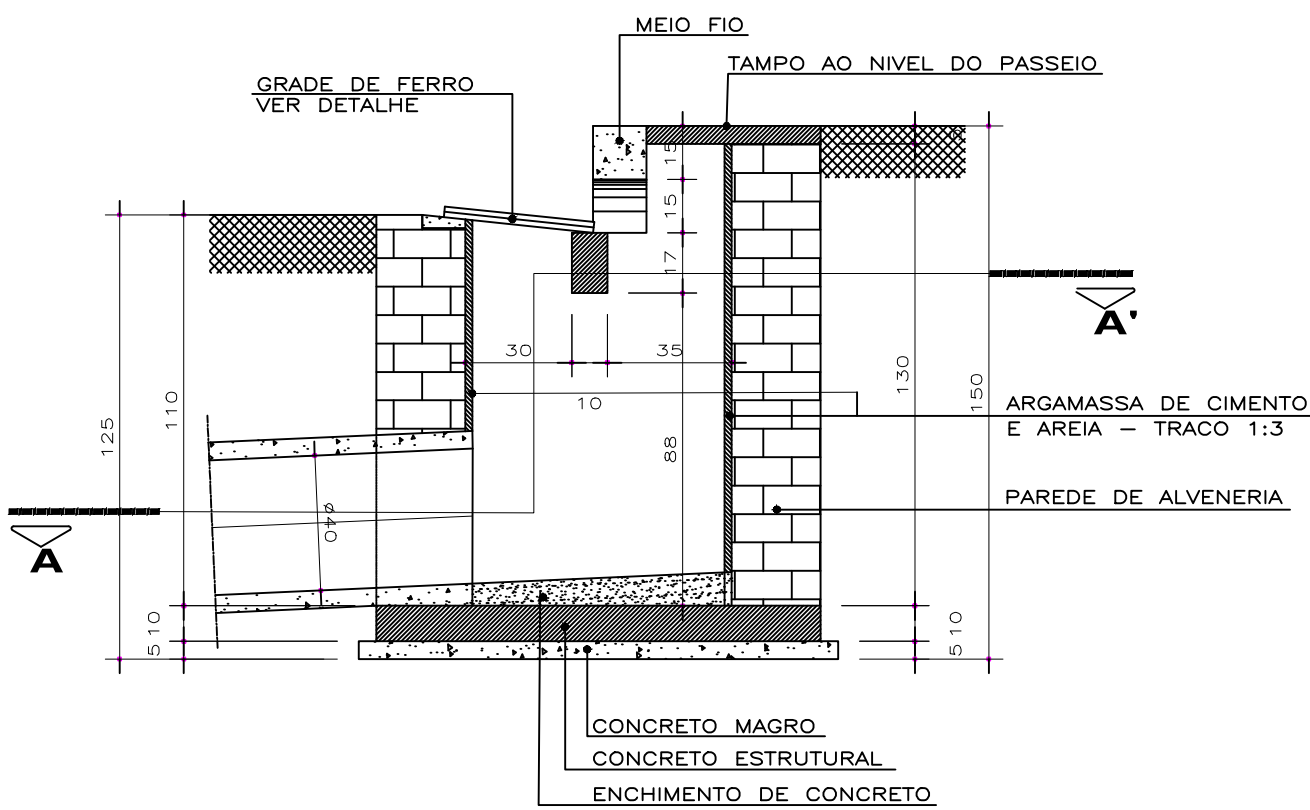 MEIO FIO
TAMPO AO NIVEL DO PASSEIO
GRADE DE FERRO
VER DETALHE
15
15
17
A'
30
35
10
130
150
110
125
88
ARGAMASSA DE CIMENTO
E AREIA – TRACO 1:3
PAREDE DE ALVENERIA
ø40
A
5 10
5 10
CONCRETO MAGRO
CONCRETO ESTRUTURAL
ENCHIMENTO DE CONCRETO